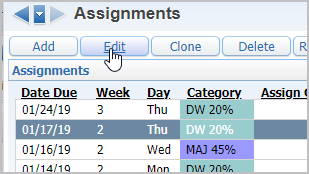 Assignments
Add Edit Clone Delete
Assignments
Date Due Week Day Category Assign
01/24/19 3 Thu DW 20%
01/17/19 2 Thu DW 20%
01/16/19 2 Wed MAJ 45%
01/14/19 2 Mon DW 20%